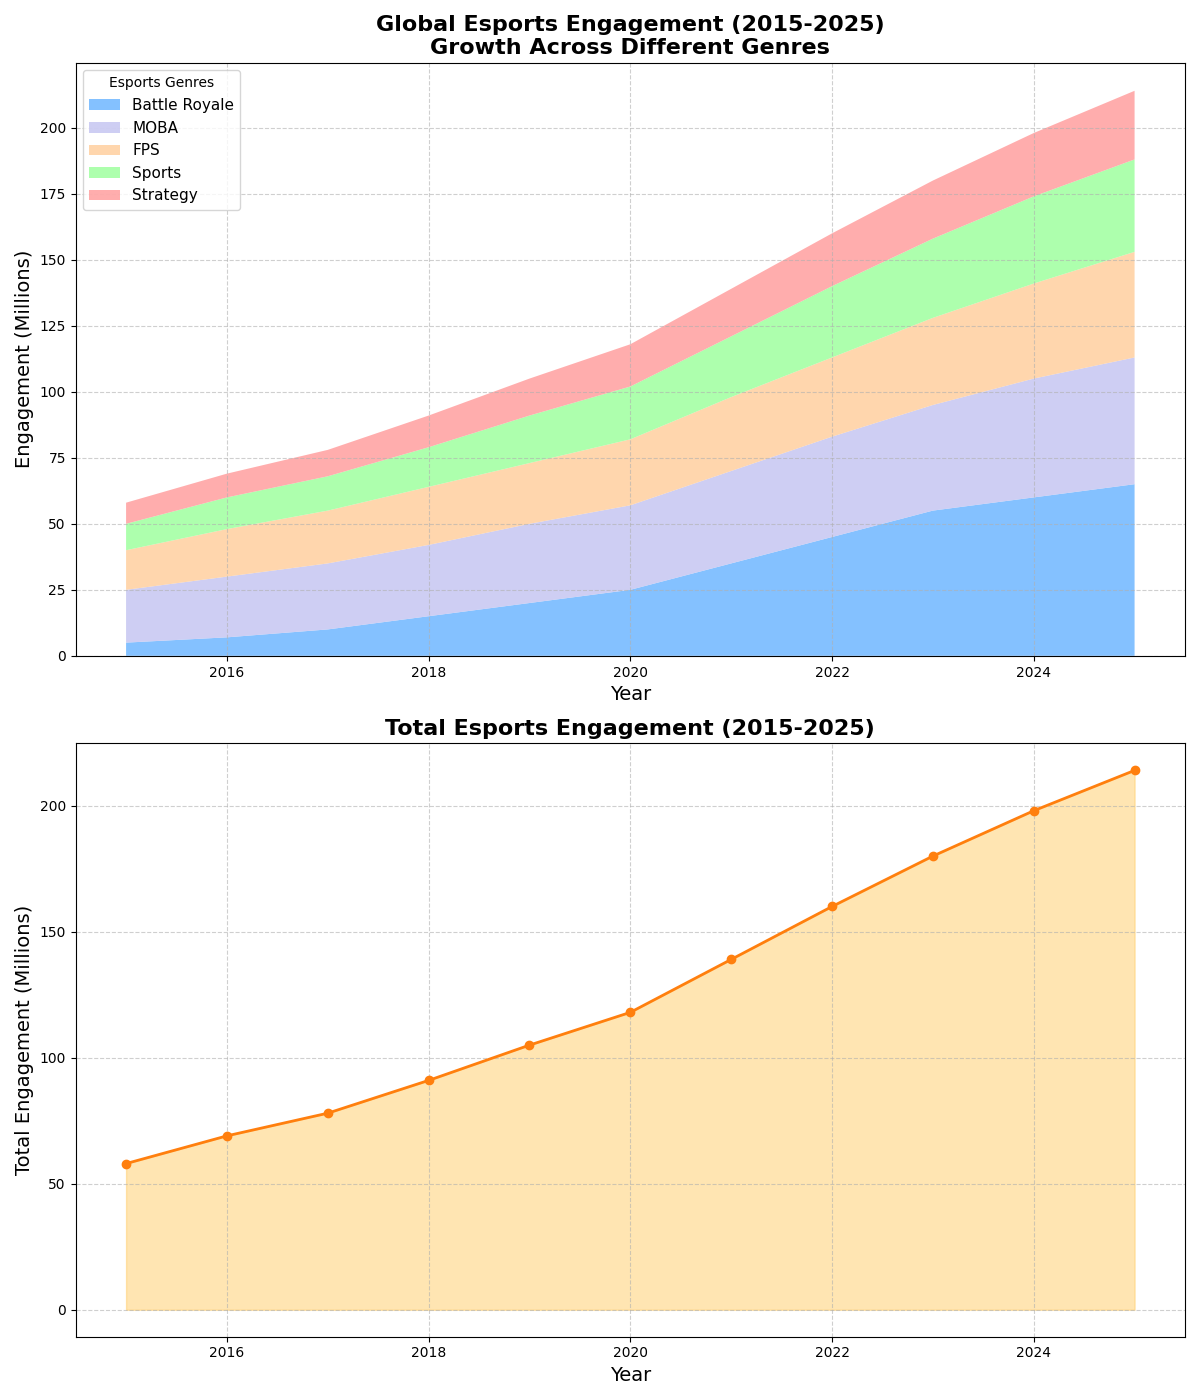 Global Esports Engagement (2015-2025)
Growth Across Different Genres
Esports Genres
Battle Royale
MOBA
FPS
Sports
Strategy
Engagement (Millions)
200
175
150
125
100
75
50
25
0
2016 2018 2020 2022 2024
Year
Total Esports Engagement (2015-2025)
Total Engagement (Millions)
200
150
100
50
0
2016 2018 2020 2022 2024
Year